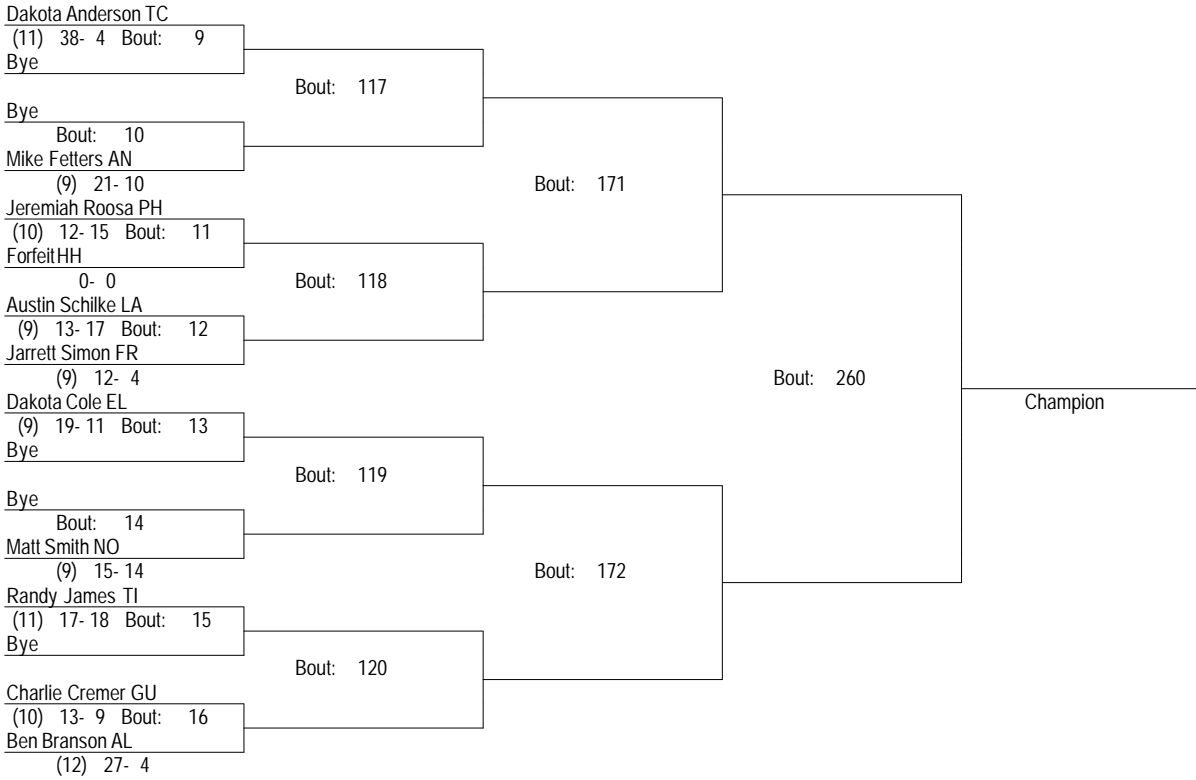 Dakota Anderson TC
(11) 38- 4 Bout: 9
Bye
Bout: 117
Bye
Bout: 10
Mike Fetters AN
(9) 21- 10
Bout: 171
Jeremiah Roosa PH
(10) 12- 15 Bout: 11
Forfeit HH
0- 0
Bout: 118
Austin Schilke LA
(9) 13- 17 Bout: 12
Jarrett Simon FR
(9) 12- 4
Bout: 260
Champion
Dakota Cole EL
(9) 19- 11 Bout: 13
Bye
Bout: 119
Bye
Bout: 14
Matt Smith NO
(9) 15- 14
Bout: 172
Randy James TI
(11) 17- 18 Bout: 15
Bye
Bout: 120
Charlie Cremer GU
(10) 13- 9 Bout: 16
Ben Branson AL
(12) 27- 4